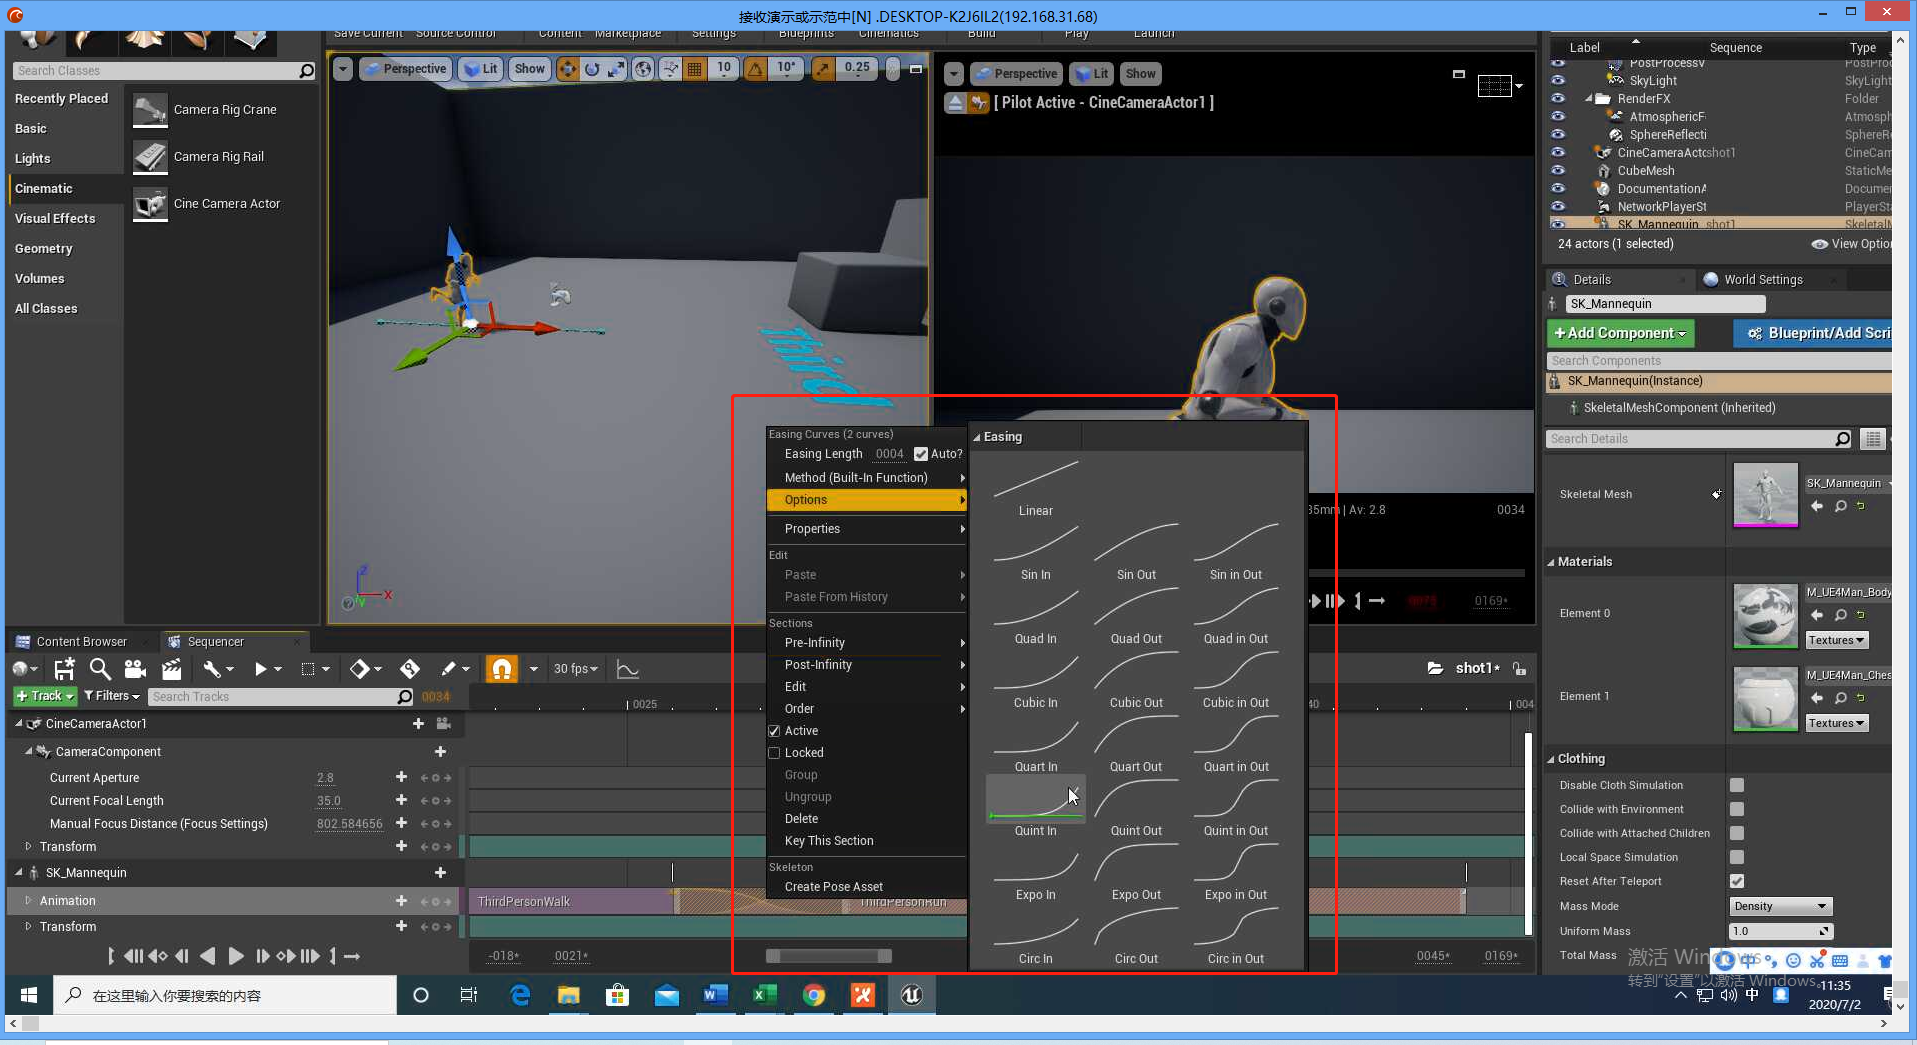 接收演示或示范中[N] .DESKTOP-K2J6IL2(192.168.31.68)
Save Current Source Control Content Marketplace Settings Blueprints Cinematics Build Play Launch
Search Classes
Recently Placed
Basic
Lights
Cinematic
Visual Effects
Geometry
Volumes
All Classes
Camera Rig Crane
Camera Rig Rail
Cine Camera Actor
Perspective Lit Show 10 10° 0.25
Perspective Lit Show
[ Pilot Active - CineCameraActor1 ]
X
Z
Y
35mm | Av: 2.8 0034
0169*
Label Sequence Type
PostProcessV PostProc
SkyLight SkyLight
RenderFX Folder
AtmosphericF Atmosph
SphereReflecti SphereRe
CineCameraActo shot1 CineCam
CubeMesh StaticMe
DocumentationA Documen
NetworkPlayerSt PlayerSta
SK_Mannequin shot1 SkeletalM
24 actors (1 selected) View Option
Details World Settings
SK_Mannequin
+Add Component Blueprint/Add Scri
Search Components
SK_Mannequin(Instance)
SkeletalMeshComponent (Inherited)
Search Details
Skeletal Mesh SK_Mannequin
Materials
Element 0 M_UE4Man_Body
Textures
Element 1 M_UE4Man_Ches
Textures
Clothing
Disable Cloth Simulation
Collide with Environment
Collide with Attached Children
Local Space Simulation
Reset After Teleport
Mass Mode Density
Uniform Mass 1.0
Total Mass
激活 Windows
转到“设置”以激活 Windows。
Easing Curves (2 curves)
Easing Length 0004 Auto?
Method (Built-In Function)
Options
Properties
Edit
Paste
Paste From History
Sections
Pre-Infinity
Post-Infinity
Edit
Order
Active
Locked
Group
Ungroup
Delete
Key This Section
Skeleton
Create Pose Asset
Easing
Linear
Sin In Sin Out Sin in Out
Quad In Quad Out Quad in Out
Cubic In Cubic Out Cubic in Out
Quart In Quart Out Quart in Out
Quint In Quint Out Quint in Out
Expo In Expo Out Expo in Out
Circ In Circ Out Circ in Out
Content Browser Sequencer
30 fps shot1*
+ Track Filters Search Tracks 0034
0025 40 004
CineCameraActor1
CameraComponent
Current Aperture 2.8
Current Focal Length 35.0
Manual Focus Distance (Focus Settings) 802.584656
Transform
SK_Mannequin
Animation ThirdPersonWalk ThirdPersonRun
Transform
-018* 0021* 0045* 0169*
在这里输入你要搜索的内容
中
11:35
2020/7/2